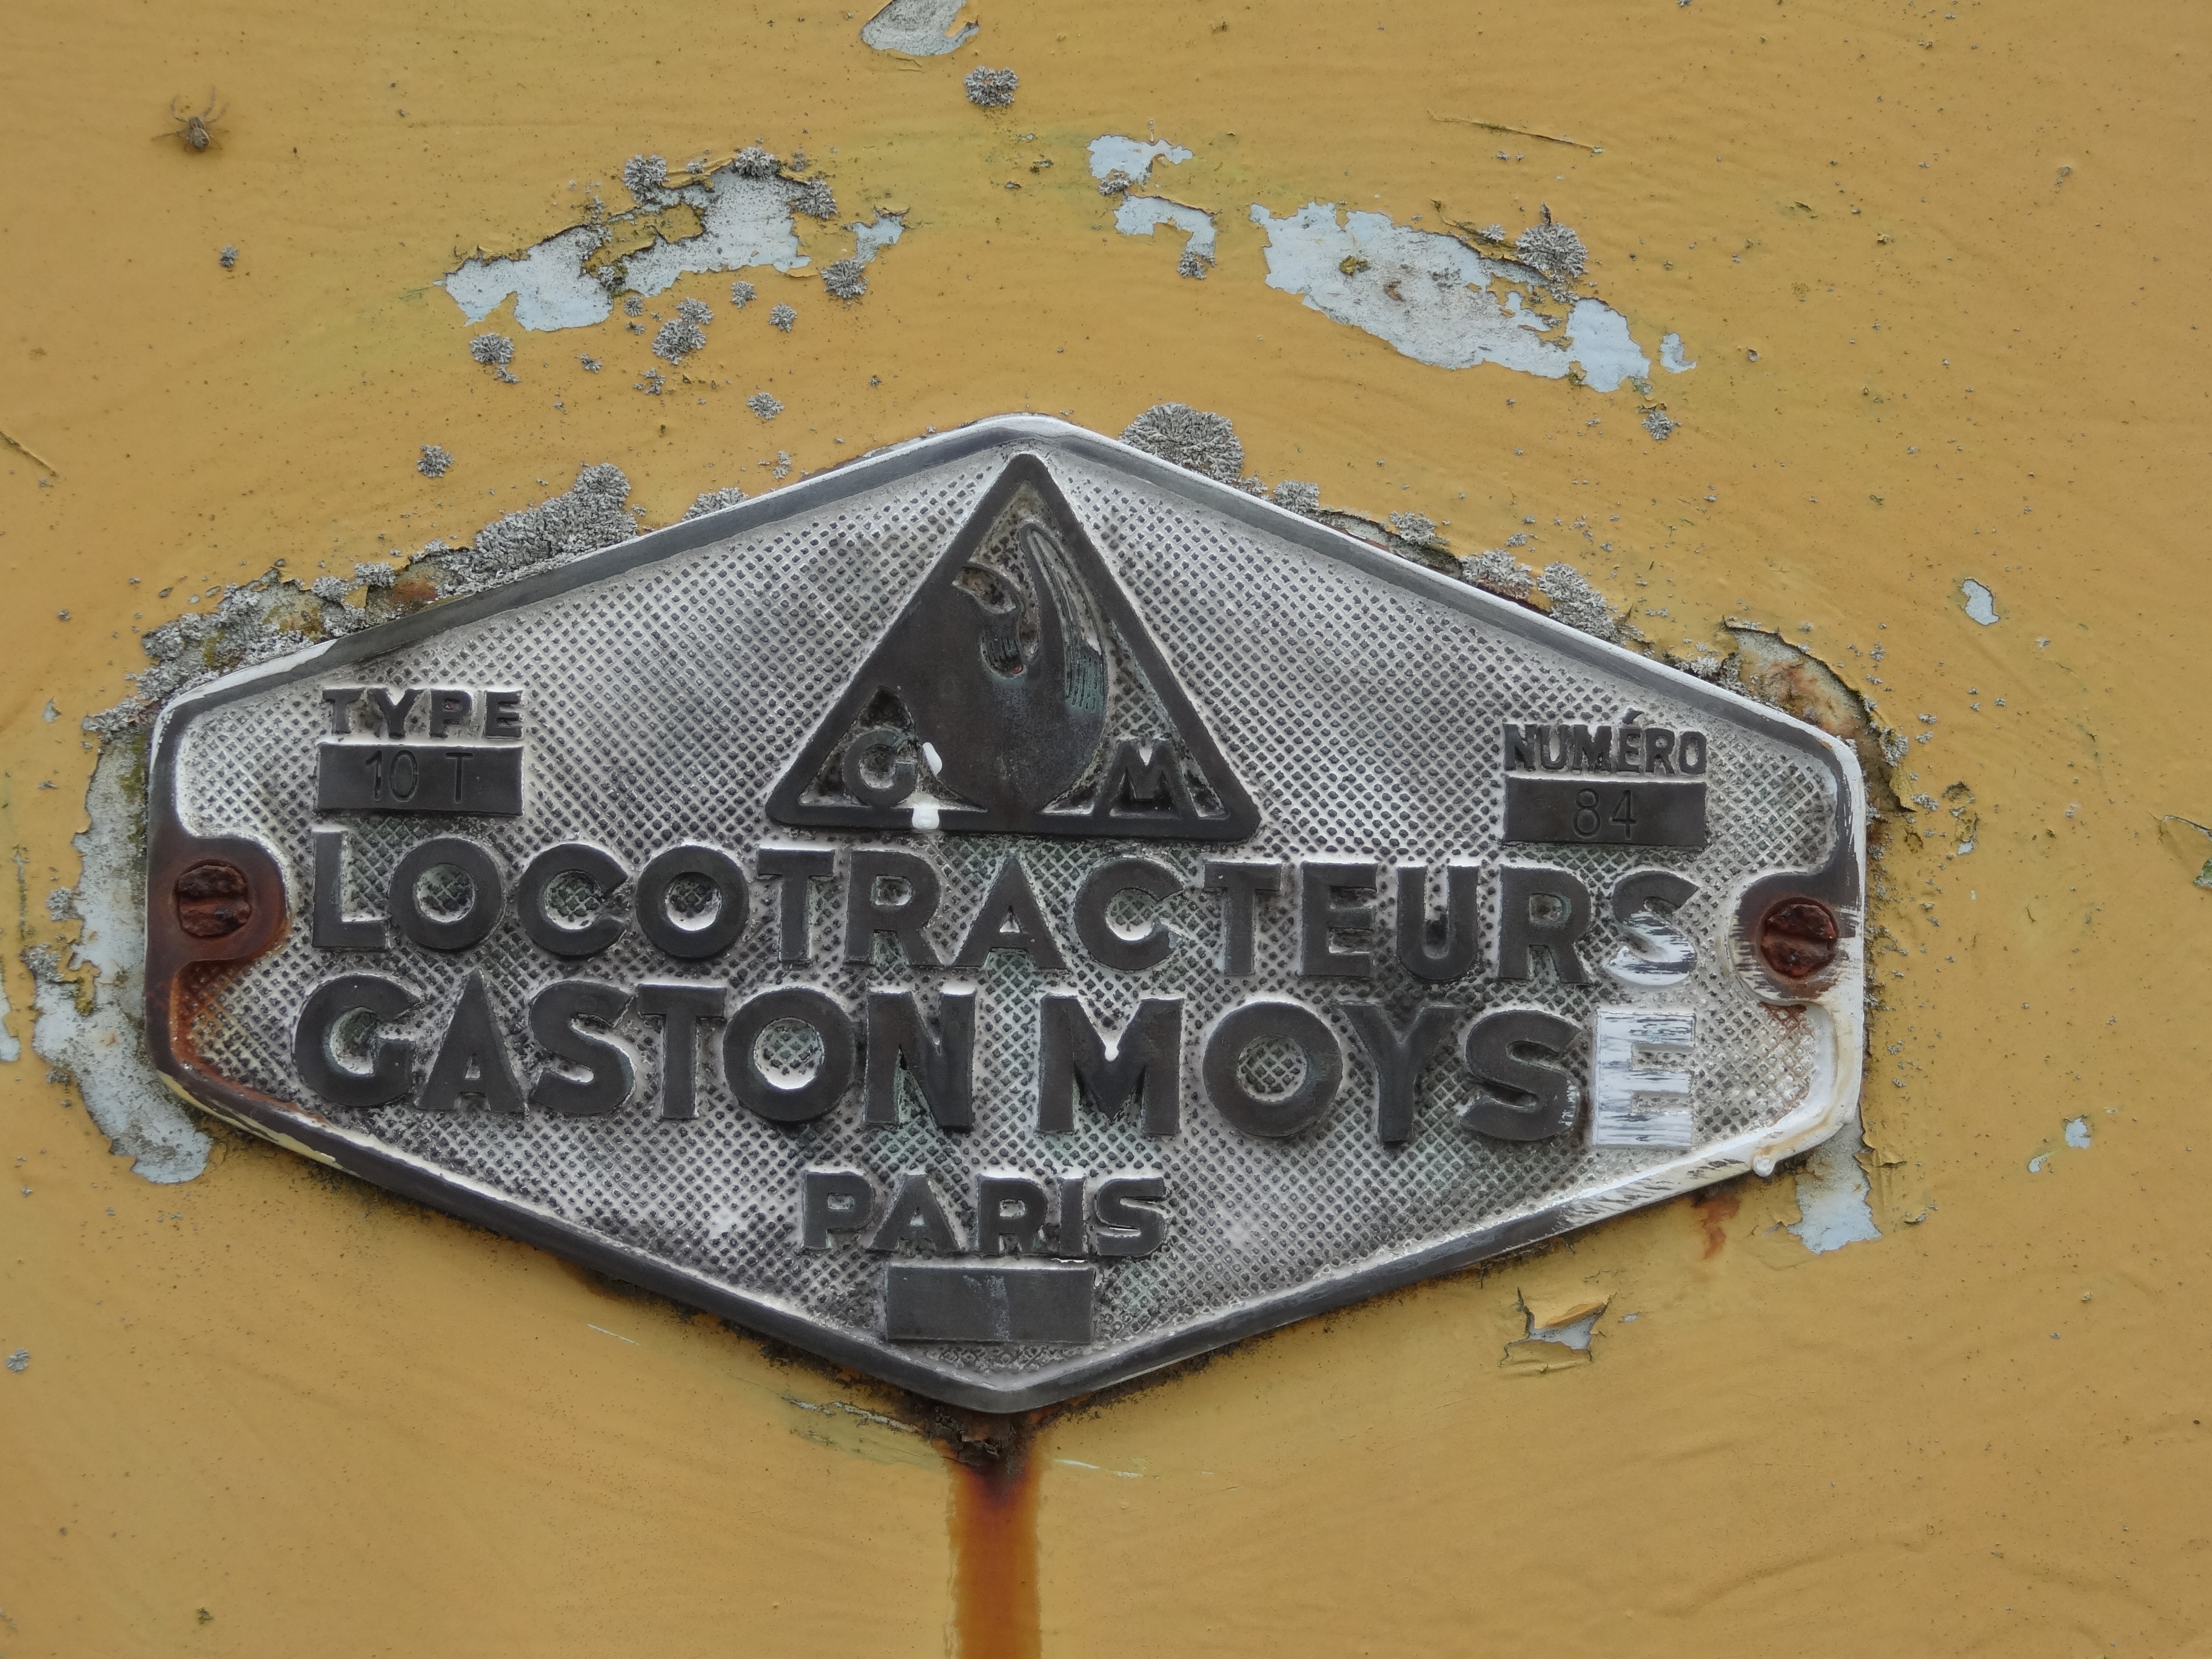 G M
TYPE
10 T
NUMÉRO
84
LOCOTRACTEURS
GASTON MOYSE
PARIS